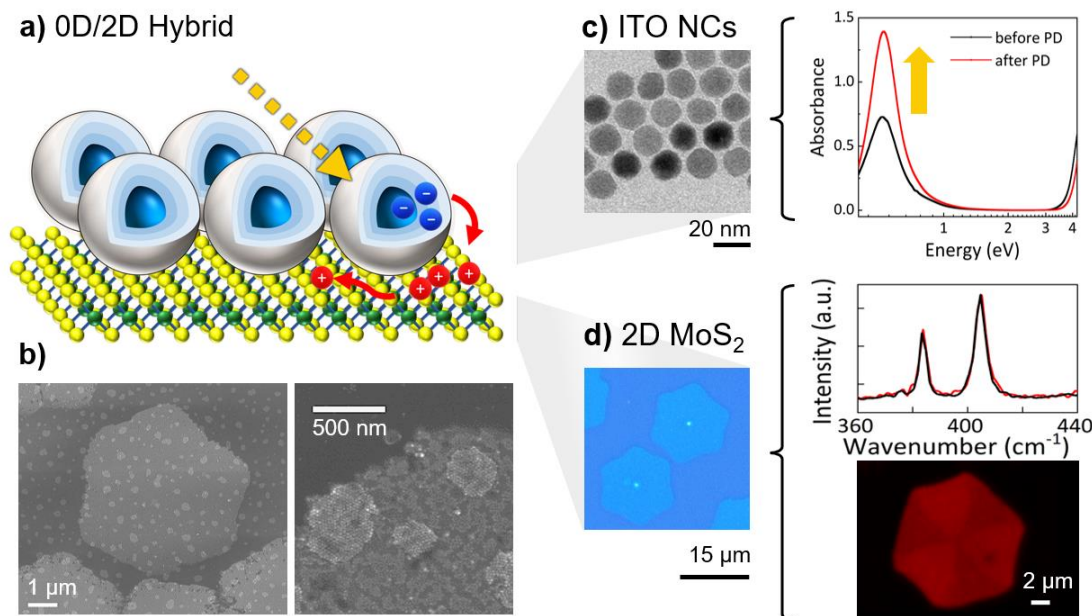 a) 0D/2D Hybrid
−
−
−
−
+
+
+
+
b)
1 µm
500 nm
c) ITO NCs
20 nm
1.5
1.0
0.5
0.0
Absorbance
before PD
after PD
1
2
3
4
Energy (eV)
d) 2D MoS₂
15 µm
Intensity (a.u.)
360
400
440
Wavenumber (cm⁻¹)
2 µm